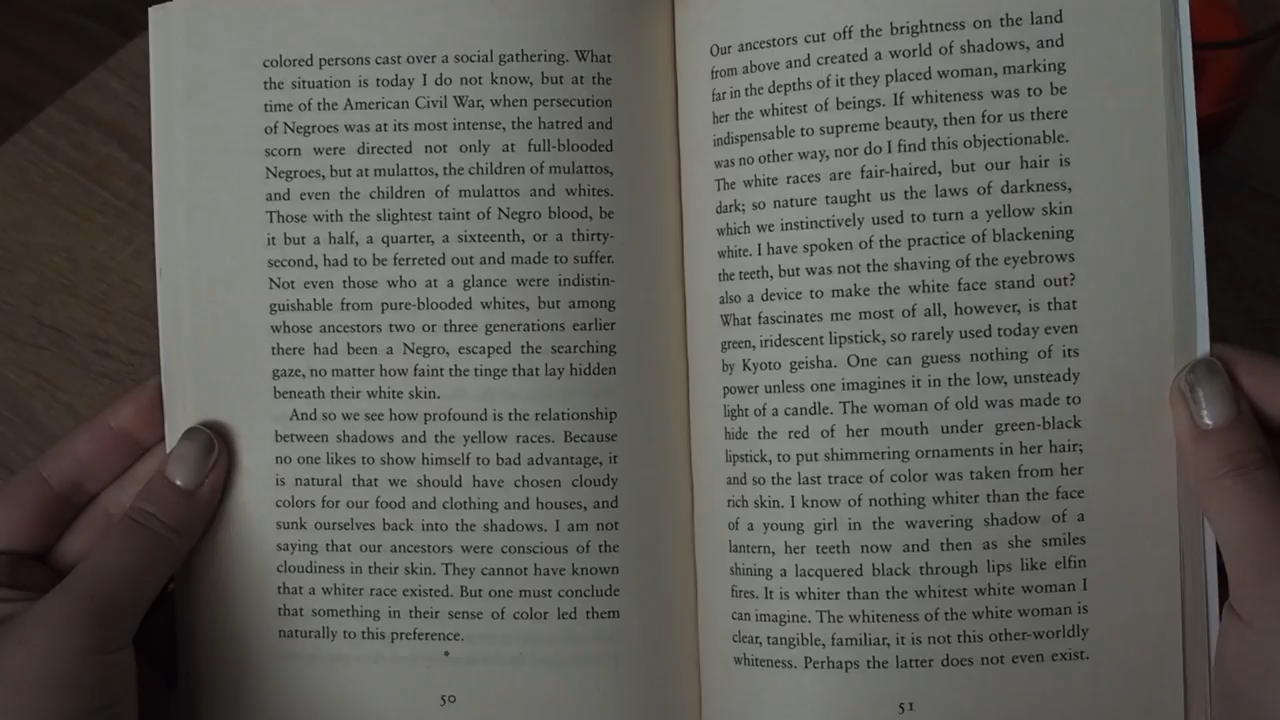 colored persons cast over a social gathering. What
the situation is today I do not know, but at the
time of the American Civil War, when persecution
of Negroes was at its most intense, the hatred and
scorn were directed not only at full-blooded
Negroes, but at mulattos, the children of mulattos,
and even the children of mulattos and whites.
Those with the slightest taint of Negro blood, be
it but a half, a quarter, a sixteenth, or a thirty-
second, had to be ferreted out and made to suffer.
Not even those who at a glance were indistin-
guishable from pure-blooded whites, but among
whose ancestors two or three generations earlier
there had been a Negro, escaped the searching
gaze, no matter how faint the tinge that lay hidden
beneath their white skin.
And so we see how profound is the relationship
between shadows and the yellow races. Because
no one likes to show himself to bad advantage, it
is natural that we should have chosen cloudy
colors for our food and clothing and houses, and
sunk ourselves back into the shadows. I am not
saying that our ancestors were conscious of the
cloudiness in their skin. They cannot have known
that a whiter race existed. But one must conclude
that something in their sense of color led them
naturally to this preference.
*
50
Our ancestors cut off the brightness on the land
from above and created a world of shadows, and
far in the depths of it they placed woman, marking
her the whitest of beings. If whiteness was to be
indispensable to supreme beauty, then for us there
was no other way, nor do I find this objectionable.
The white races are fair-haired, but our hair is
dark; so nature taught us the laws of darkness,
which we instinctively used to turn a yellow skin
white. I have spoken of the practice of blackening
the teeth, but was not the shaving of the eyebrows
also a device to make the white face stand out?
What fascinates me most of all, however, is that
green, iridescent lipstick, so rarely used today even
by Kyoto geisha. One can guess nothing of its
power unless one imagines it in the low, unsteady
light of a candle. The woman of old was made to
hide the red of her mouth under green-black
lipstick, to put shimmering ornaments in her hair;
and so the last trace of color was taken from her
rich skin. I know of nothing whiter than the face
of a young girl in the wavering shadow of a
lantern, her teeth now and then as she smiles
shining a lacquered black through lips like elfin
fires. It is whiter than the whitest white woman I
can imagine. The whiteness of the white woman is
clear, tangible, familiar, it is not this other-worldly
whiteness. Perhaps the latter does not even exist.
51